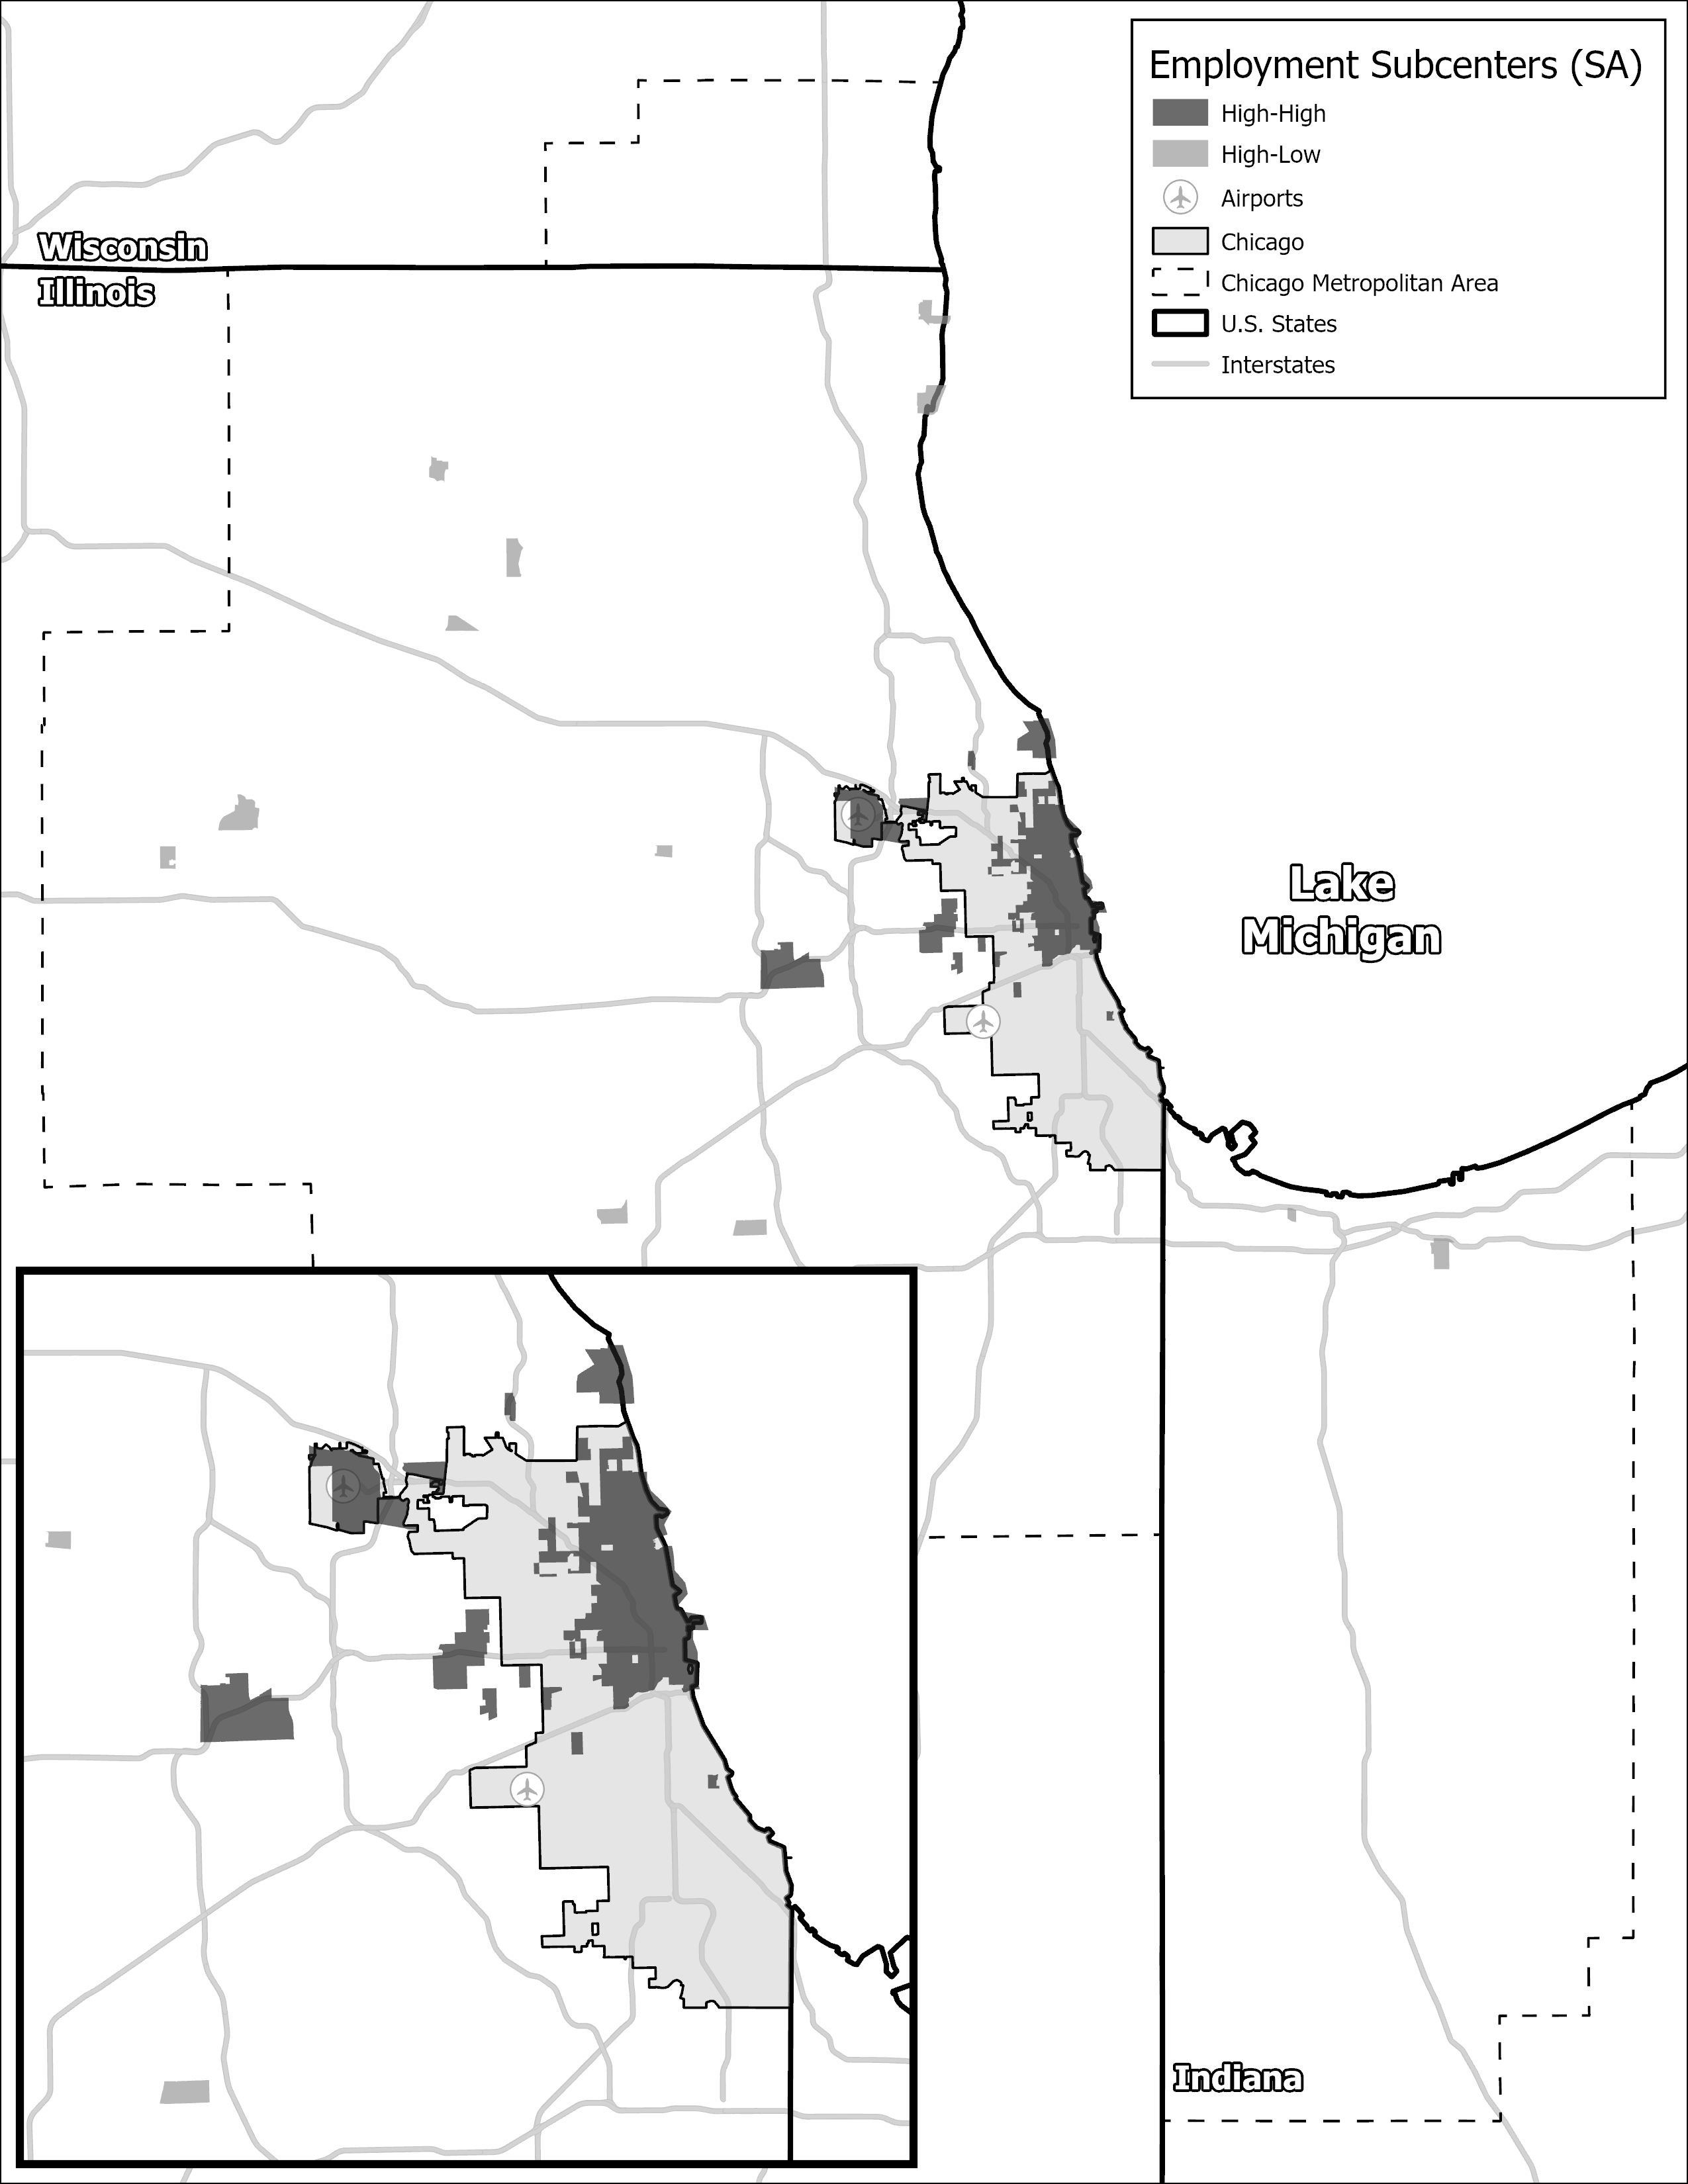 Employment Subcenters (SA)
High-High
High-Low
Airports
Chicago
Chicago Metropolitan Area
U.S. States
Interstates
Wisconsin
Illinois
Lake
Michigan
Indiana